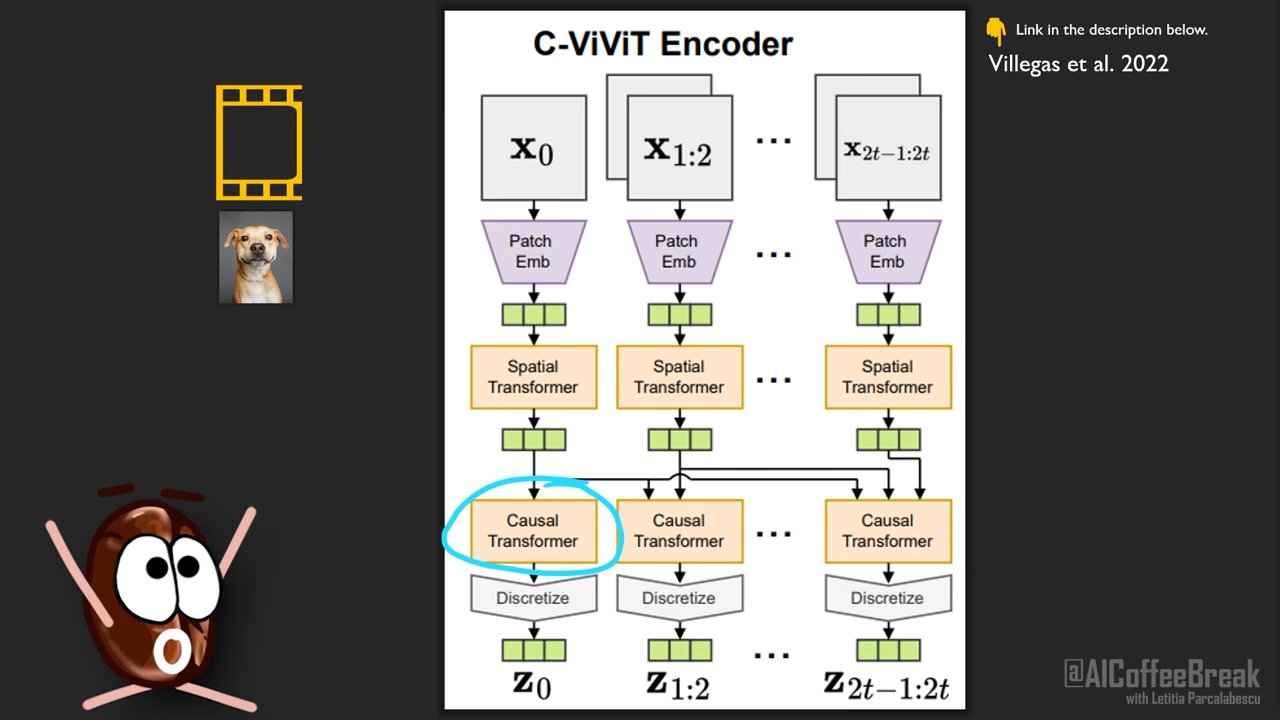 C-ViViT Encoder
Link in the description below.
Villegas et al. 2022
x0 x1:2 ... x2t−1:2t
Patch Emb
Patch Emb
...
Patch Emb
Spatial Transformer
Spatial Transformer
...
Spatial Transformer
Causal Transformer
Causal Transformer
...
Causal Transformer
Discretize
Discretize
Discretize
z0 z1:2 ... z2t−1:2t
@AICoffeeBreak
with Letitia Parcalabescu